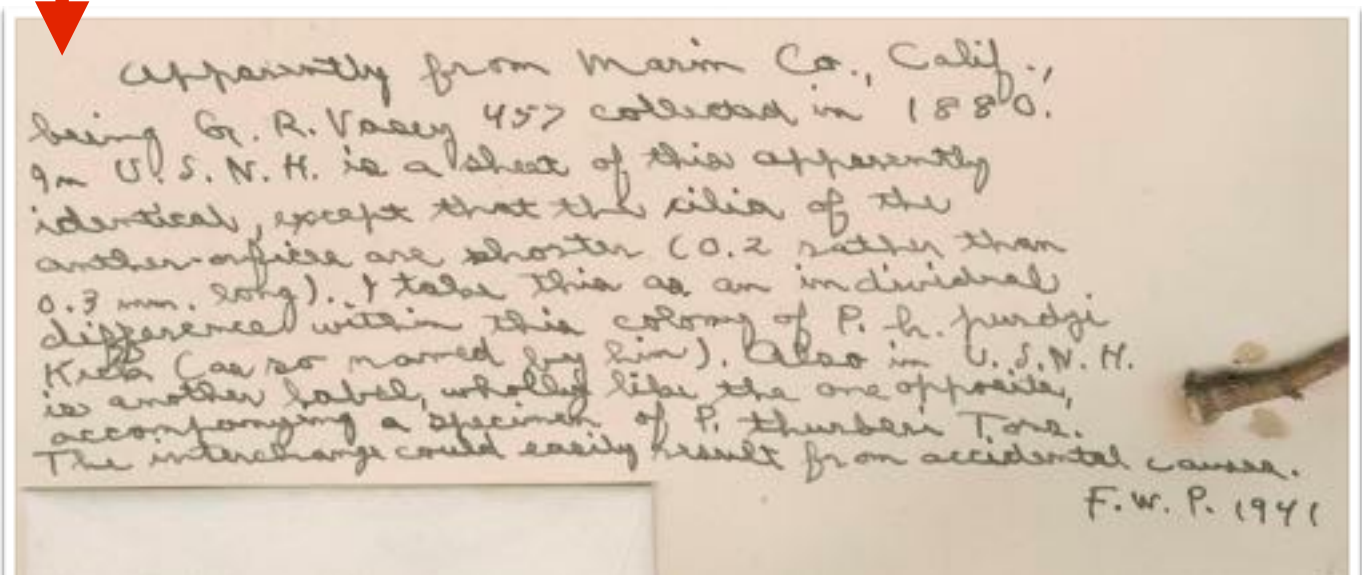 Apparently from Marin Co., Calif.,
being G. R. Vasey 457 collected in 1880.
In U.S.N.H. is a sheet of this apparently
identical, except that the cilia of the
anther-orifice are shorter (0.2 rather than
0.3 mm. long). I take this as an individual
difference within this colony of P. h. purdyi
Keck (as so named by him). Also in U.S.N.H.
is another label, wholly like the one opposite,
accompanying a specimen of P. thurberi Torr.
The interchange could easily result from accidental causes.
F.W.P. 1941